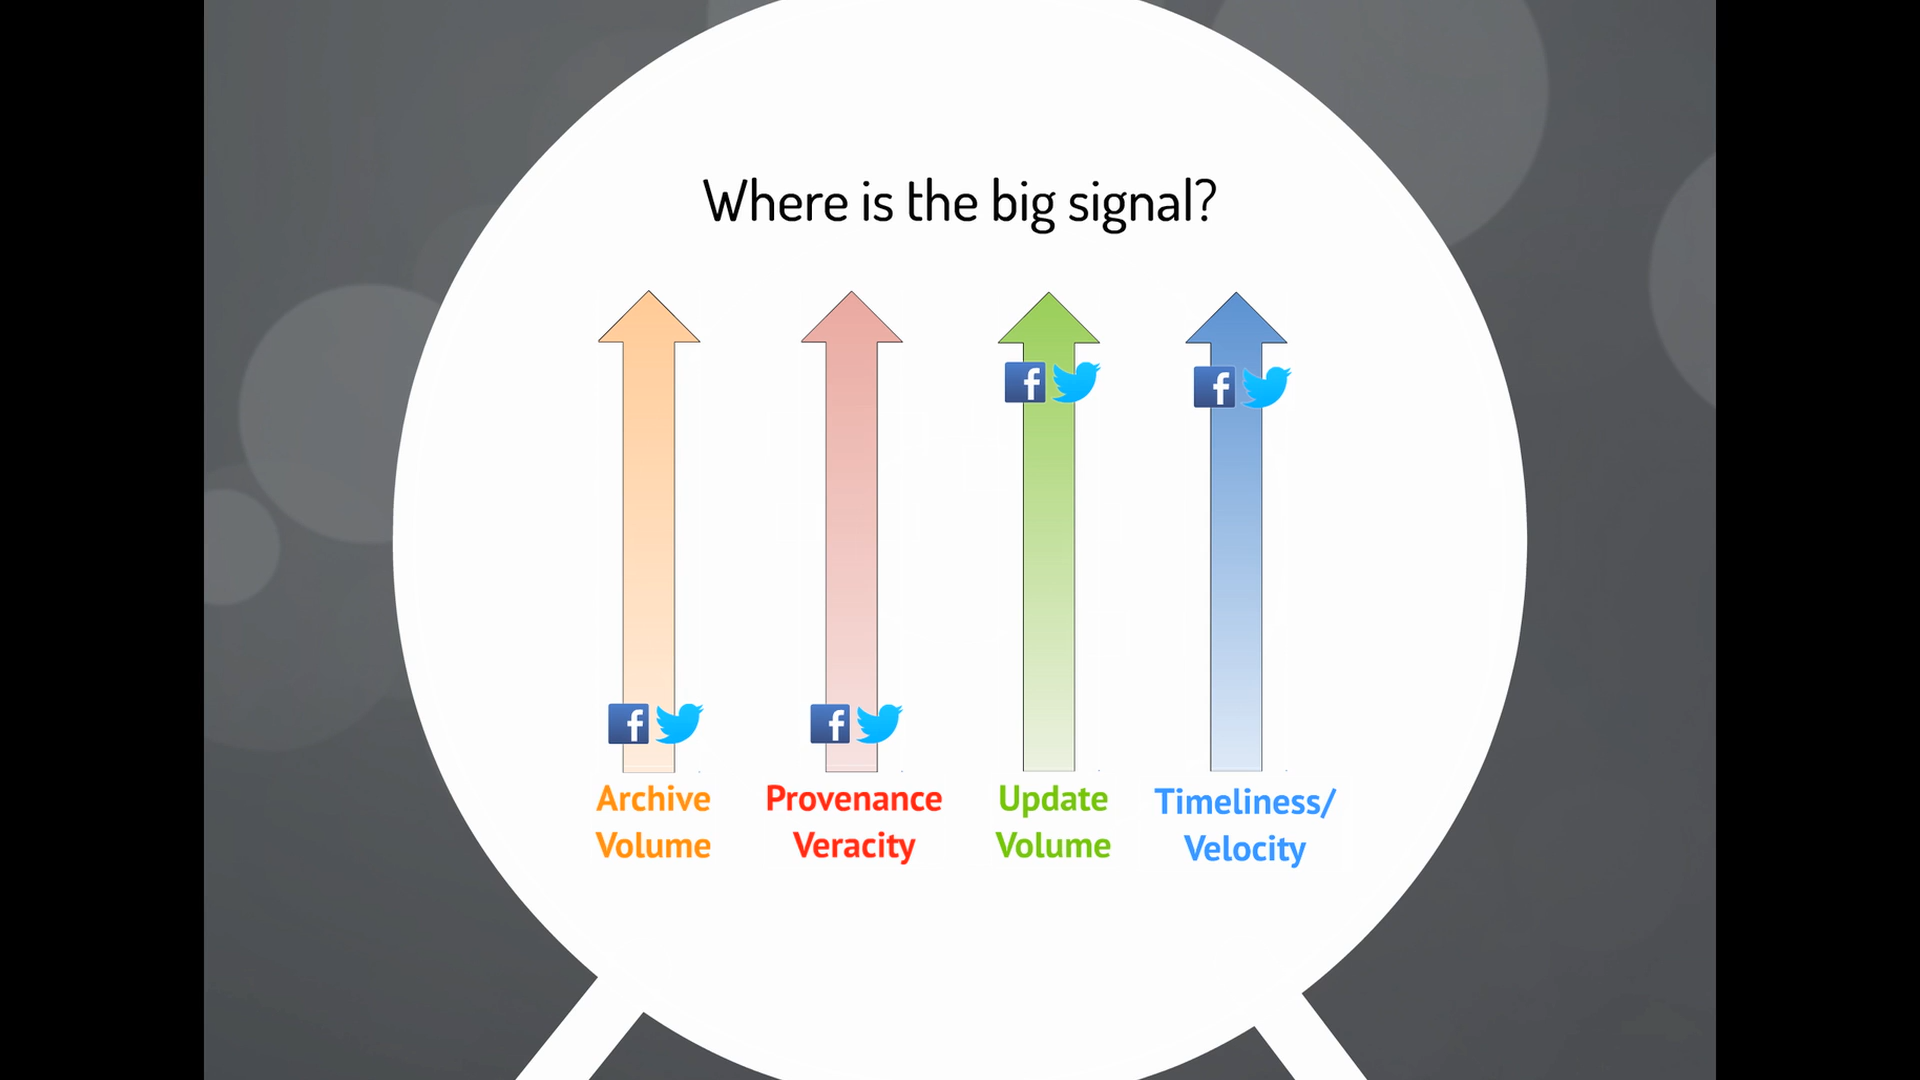 Where is the big signal?
Archive
Volume
Provenance
Veracity
Update
Volume
Timeliness/
Velocity